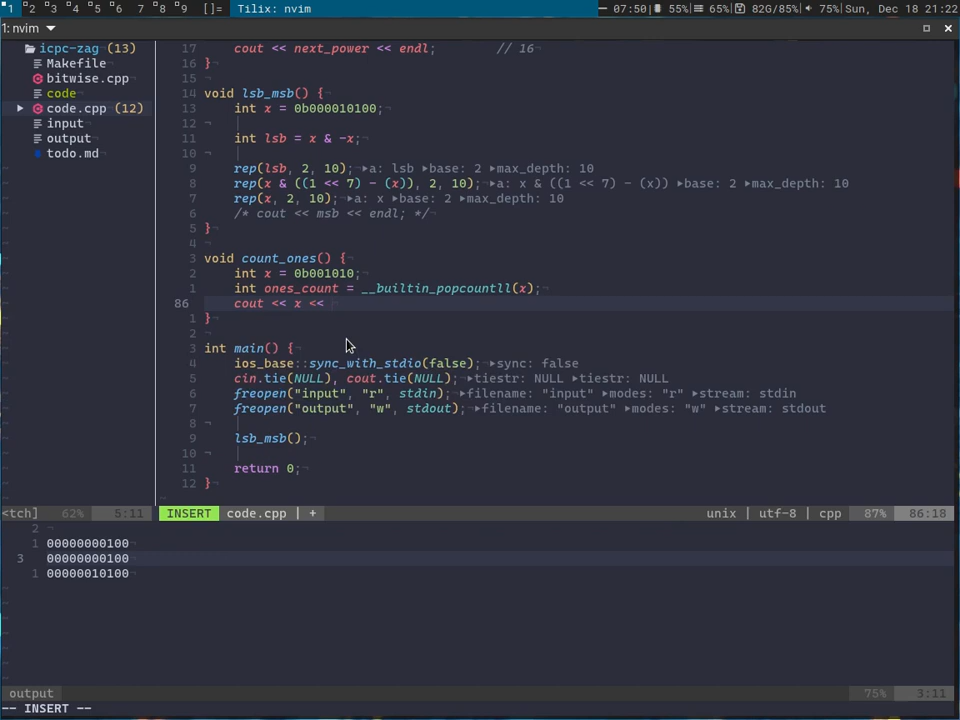 1 2 3 4 5 6 7 8 9 []= Tilix: nvim 07:50 | 55% | 65% | 82G/85% | 75% | Sun, Dec 18 | 21:22
1: nvim
icpc-zag (13)
Makefile
bitwise.cpp
code
code.cpp (12)
input
output
todo.md
17 cout << next_power << endl; // 16
16 }
15
14 void lsb_msb() {
13 int x = 0b000010100;
12
11 int lsb = x & -x;
10
9 rep(lsb, 2, 10); a: lsb base: 2 max_depth: 10
8 rep(x & ((1 << 7) - (x)), 2, 10); a: x & ((1 << 7) - (x)) base: 2 max_depth: 10
7 rep(x, 2, 10); a: x base: 2 max_depth: 10
6 /* cout << msb << endl; */
5 }
4
3 void count_ones() {
2 int x = 0b001010;
1 int ones_count = __builtin_popcountll(x);
86 cout << x <<
1 }
2
3 int main() {
4 ios_base::sync_with_stdio(false); sync: false
5 cin.tie(NULL), cout.tie(NULL); tiestr: NULL tiestr: NULL
6 freopen("input", "r", stdin); filename: "input" modes: "r" stream: stdin
7 freopen("output", "w", stdout); filename: "output" modes: "w" stream: stdout
8
9 lsb_msb();
10
11 return 0;
12 }
<tch] 62% 5:11 INSERT code.cpp | + unix | utf-8 | cpp 87% 86:18
2
1 00000000100
3 00000000100
1 00000010100
output 75% 3:11
-- INSERT --